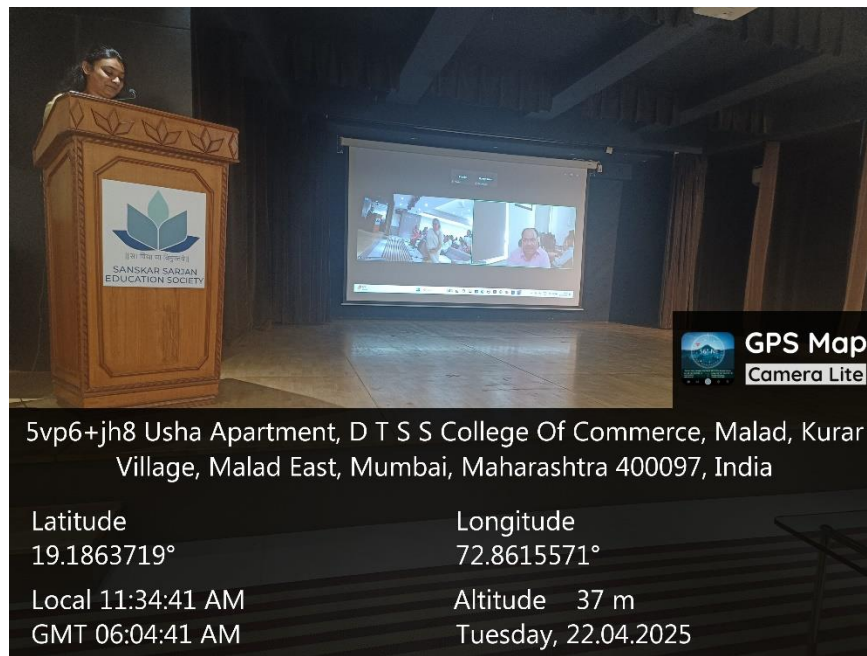 SANSKAR SARJAN
EDUCATION SOCIETY
GPS Map
Camera Lite
5vp6+jh8 Usha Apartment, D T S S College Of Commerce, Malad, Kurar
Village, Malad East, Mumbai, Maharashtra 400097, India
Latitude
19.1863719°
Longitude
72.8615571°
Local 11:34:41 AM
GMT 06:04:41 AM
Altitude 37 m
Tuesday, 22.04.2025